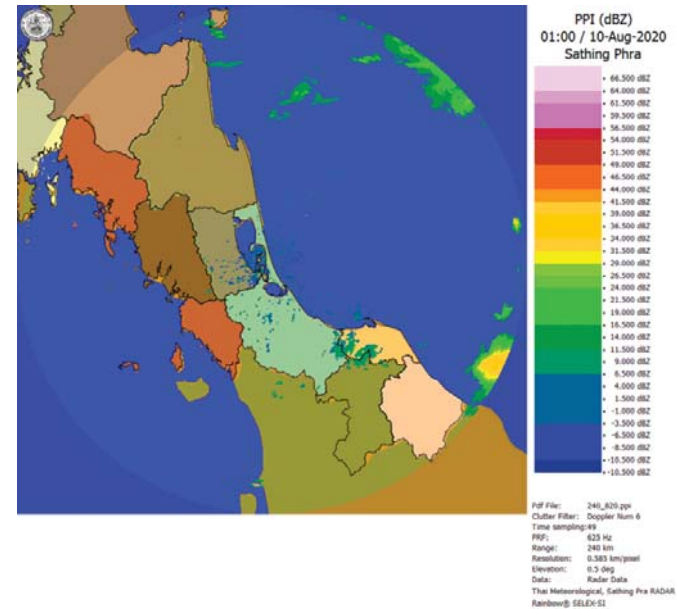 PPI (dBZ)
01:00 / 10-Aug-2020
Sathing Phra
66.500 dBZ
64.000 dBZ
61.500 dBZ
59.300 dBZ
56.500 dBZ
54.000 dBZ
51.500 dBZ
49.000 dBZ
46.500 dBZ
44.000 dBZ
41.500 dBZ
39.000 dBZ
36.500 dBZ
34.000 dBZ
31.500 dBZ
29.000 dBZ
26.500 dBZ
24.000 dBZ
21.500 dBZ
19.000 dBZ
16.500 dBZ
14.000 dBZ
11.500 dBZ
9.000 dBZ
6.500 dBZ
4.000 dBZ
1.500 dBZ
-1.000 dBZ
-3.500 dBZ
-6.500 dBZ
-8.500 dBZ
-10.500 dBZ
-10.500 dBZ
Pdf File: 240_820.ppi
Clutter Filter: Doppler Num 6
Time sampling:49
PRF: 625 Hz
Range: 240 km
Resolution: 0.583 km/pixel
Elevation: 0.5 deg
Data: Radar Data
Thai Meteorological, Sathing Pra RADAR
Rainbow® SELEX-SI